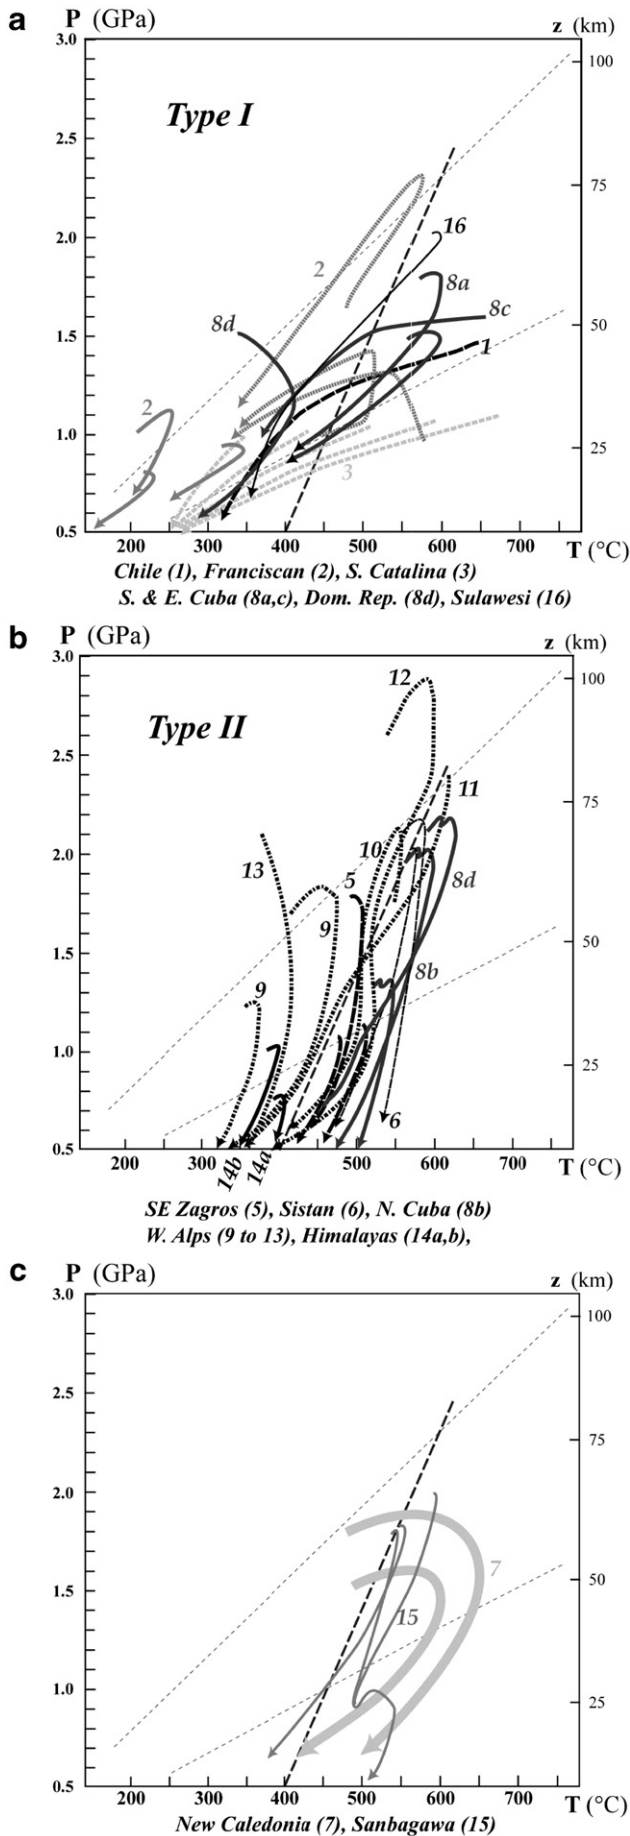 a P (GPa) z (km)
3.0
100
Type I
2.5
75
2.0
16
2
8a
8d
8c
50
1.5
1
2
1.0
25
3
0.5
200 300 400 500 600 700 T (°C)
Chile (1), Franciscan (2), S. Catalina (3)
S. & E. Cuba (8a,c), Dom. Rep. (8d), Sulawesi (16)
b P (GPa) z (km)
3.0
12
100
Type II
2.5
11
75
10
2.0
13
5
8d
9
50
1.5
8b
9
1.0
25
6
0.5
14b
14a
200 300 400 500 600 700 T (°C)
SE Zagros (5), Sistan (6), N. Cuba (8b)
W. Alps (9 to 13), Himalayas (14a,b),
c P (GPa) z (km)
3.0
100
2.5
75
2.0
7
50
1.5
15
1.0
25
0.5
200 300 400 500 600 700 T (°C)
New Caledonia (7), Sanbagawa (15)